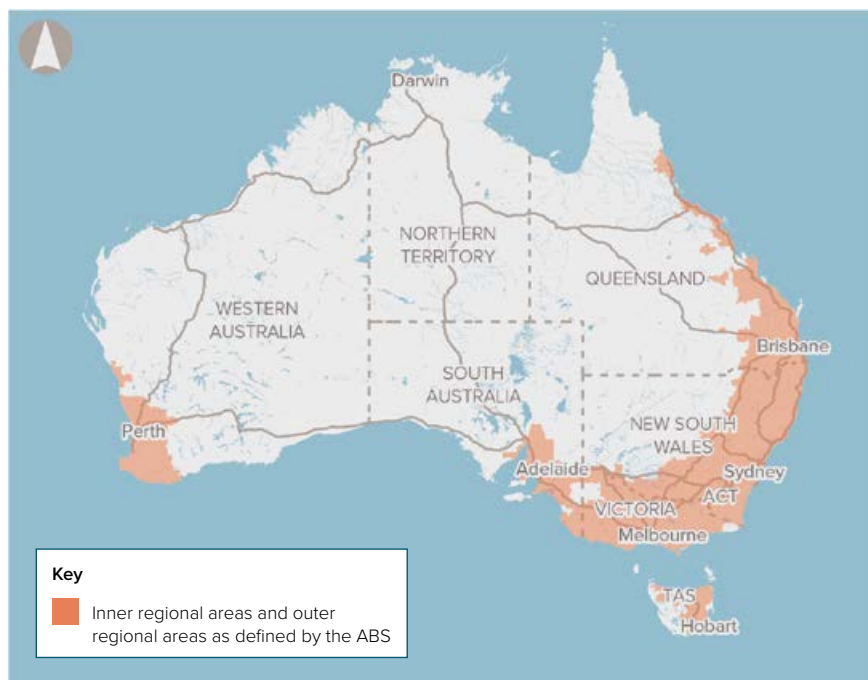 Darwin
NORTHERN
TERRITORY
QUEENSLAND
WESTERN
AUSTRALIA
Brisbane
SOUTH
AUSTRALIA
NEW SOUTH
WALES
Perth
Adelaide
Sydney
ACT
VICTORIA
Melbourne
TAS
Hobart
Key
Inner regional areas and outer
regional areas as defined by the ABS